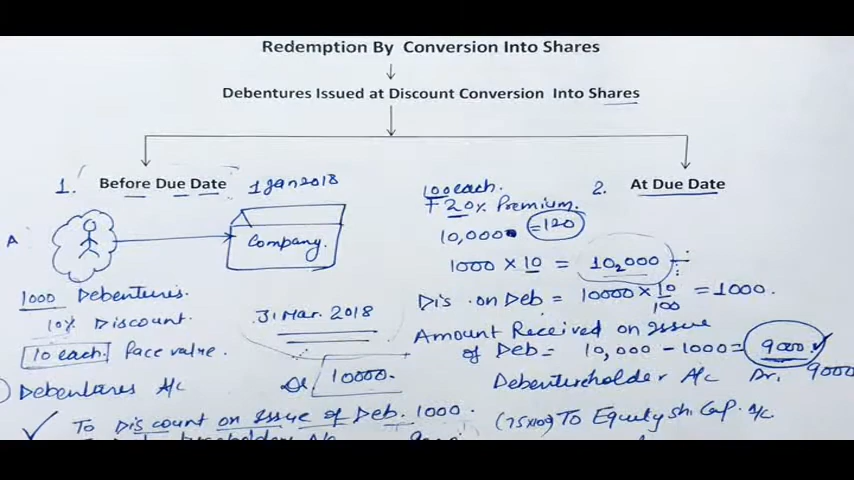 Redemption By Conversion Into Shares
Debentures Issued at Discount Conversion Into Shares
1. Before Due Date 1 Jan 2018
2. At Due Date
A
Company.
1000 Debentures.
10% Discount.
10 each. Face value.
31 Mar. 2018
100 each.
+ 20% Premium.
10,000 = 120
1000 × 10 = 10,000
Dis. on Deb = 10000 × 10/100 = 1000.
Amount Received on Issue
of Deb = 10,000 - 1000 = 9000.
Debentures A/c Dr 10000.
To Discount on Issue of Deb. 1000.
Debentureholder A/c Dr. 9000
(75×100) To Equity Sh. Cap. A/c